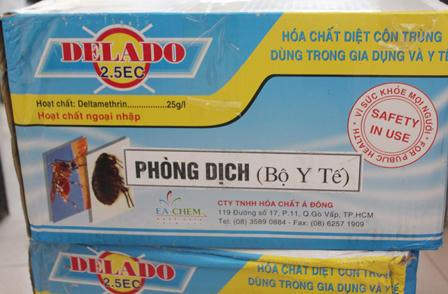 DELADO
2.5EC
HÓA CHẤT DIỆT CÔN TRÙNG
DÙNG TRONG GIA DỤNG VÀ Y TẾ
Hoạt chất: Deltamethrin..................25g/l
Hoạt chất ngoại nhập
VÌ SỨC KHỎE MỌI NGƯỜI
SAFETY
IN USE
FOR PUBLIC HEALTH
PHÒNG DỊCH (Bộ Y Tế)
EA-CHEM
CTY TNHH HÓA CHẤT Á ĐÔNG
119 Đường số 17, P.11, Q.Gò Vấp, TP.HCM
Tel: (08) 3589 0884 - Fax: (08) 6257 1909
DELADO
2.5EC
HÓA CHẤT DIỆT CÔN TRÙNG
DÙNG TRONG GIA DỤNG VÀ Y TẾ